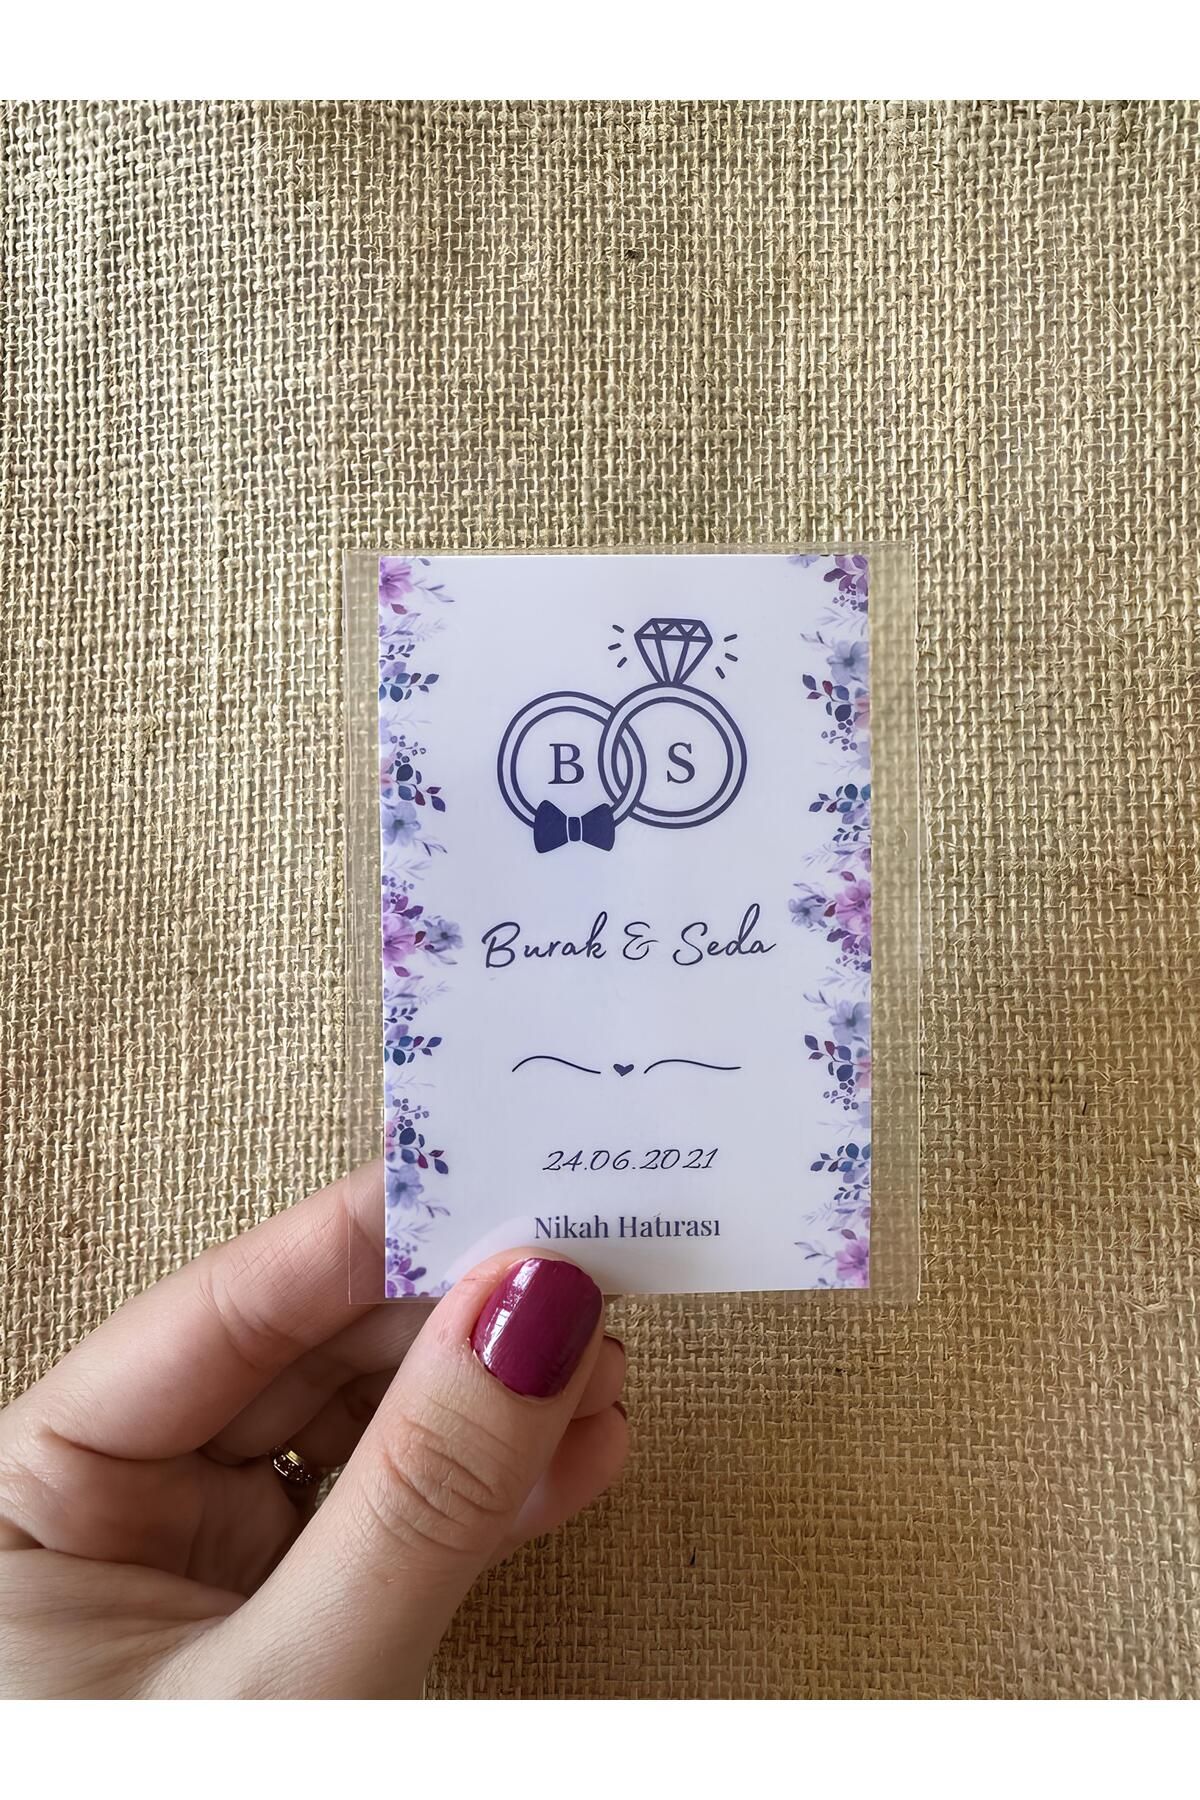 B S
Burak & Seda
24.06.2021
Nikah Hatırası